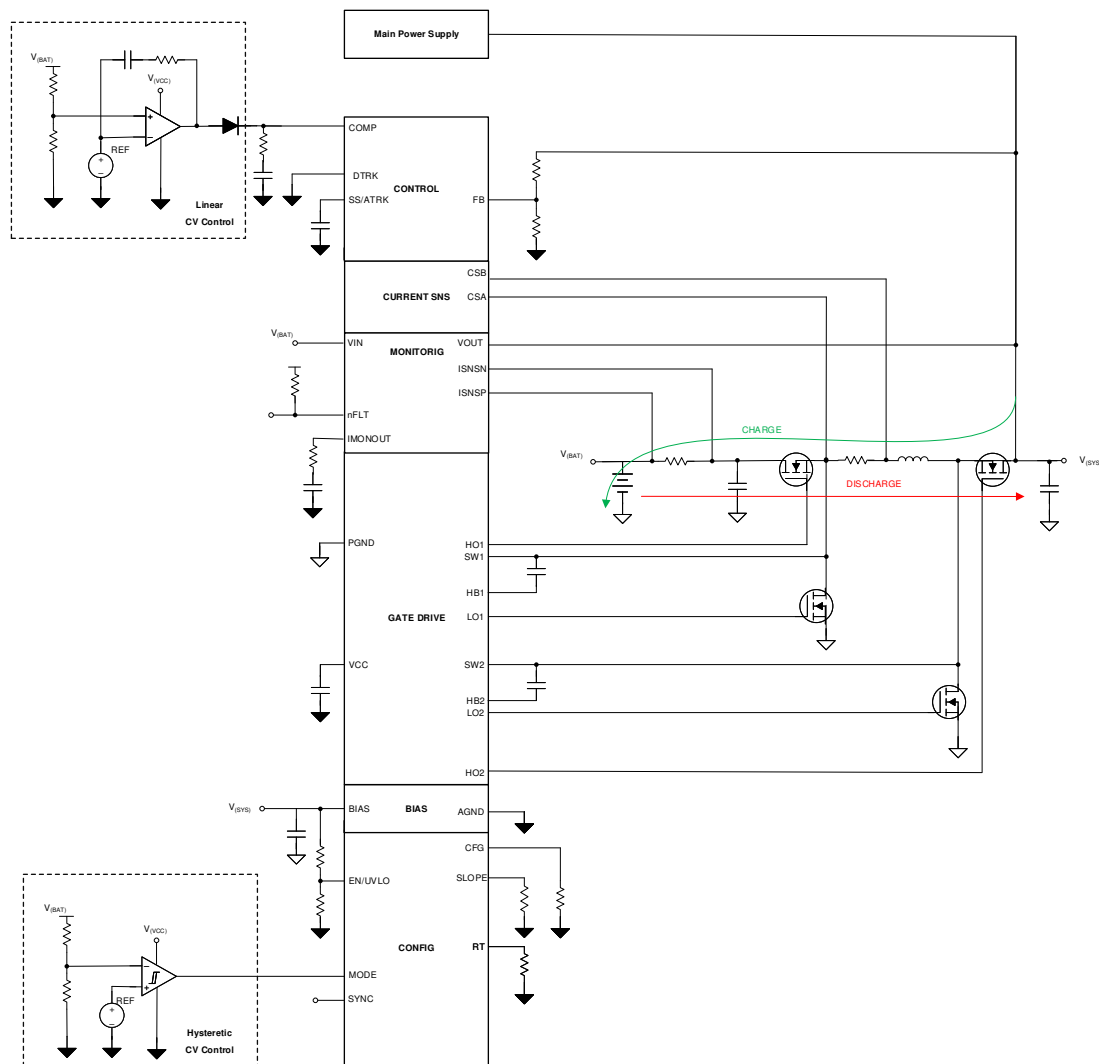 Main Power Supply
V(BAT)
V(VCC)
+
−
REF
+
−
Linear
CV Control
COMP
DTRK
CONTROL
SS/ATRK
FB
CSB
CURRENT SNS
CSA
V(BAT)
VIN
MONITORIG
VOUT
ISNSN
ISNSP
nFLT
IMONOUT
CHARGE
V(BAT)
V(SYS
DISCHARGE
PGND
HO1
SW1
HB1
GATE DRIVE
LO1
VCC
SW2
HB2
LO2
HO2
V(SYS)
BIAS
BIAS
AGND
CFG
EN/UVLO
SLOPE
CONFIG
RT
V(BAT)
V(VCC)
−
+
REF
+
−
MODE
SYNC
Hysteretic
CV Control